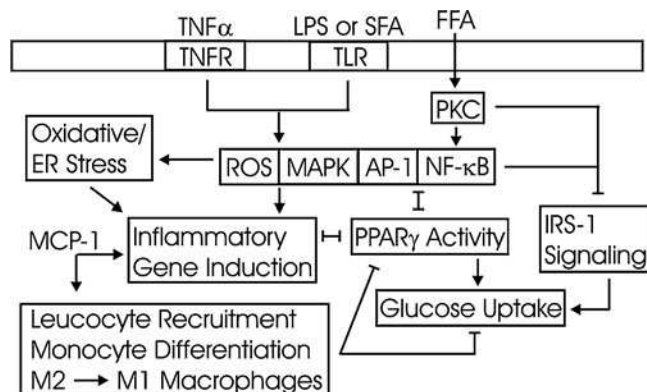 TNFα
LPS or SFA
FFA
TNFR
TLR
PKC
Oxidative/
ER Stress
ROS
MAPK
AP-1
NF-κB
MCP-1
Inflammatory
Gene Induction
PPARγ Activity
IRS-1
Signaling
Glucose Uptake
Leucocyte Recruitment
Monocyte Differentiation
M2 → M1 Macrophages